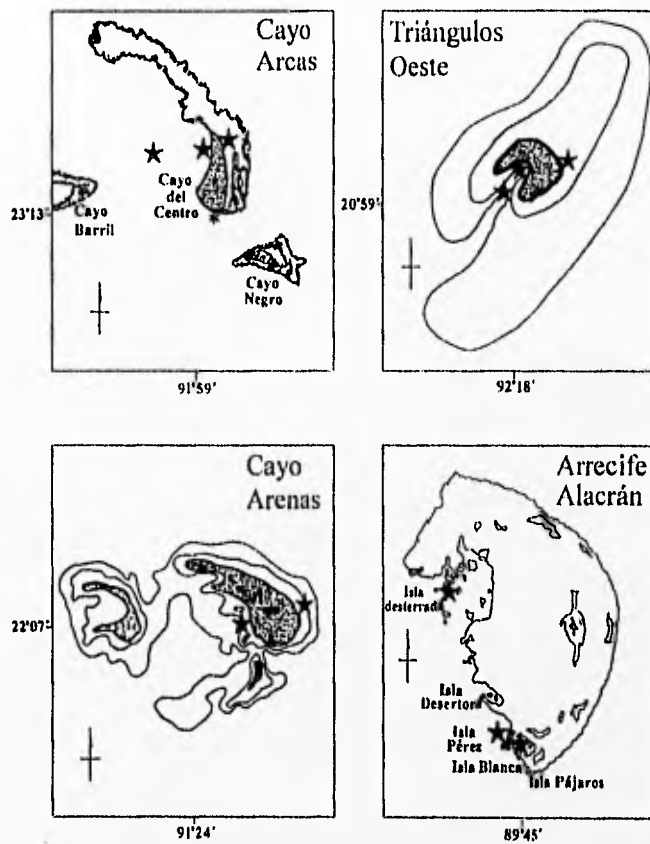 Cayo
Arcas
Cayo
del
Centro
23°13'
Cayo
Barril
Cayo
Negro
91°59'
Triángulos
Oeste
20°59'
92°18'
Cayo
Arenas
22°07'
91°24'
Arrecife
Alacrán
Isla
desterrada
Isla
Desertora
Isla
Pérez
Isla Blanca
Isla Pájaros
89°45'